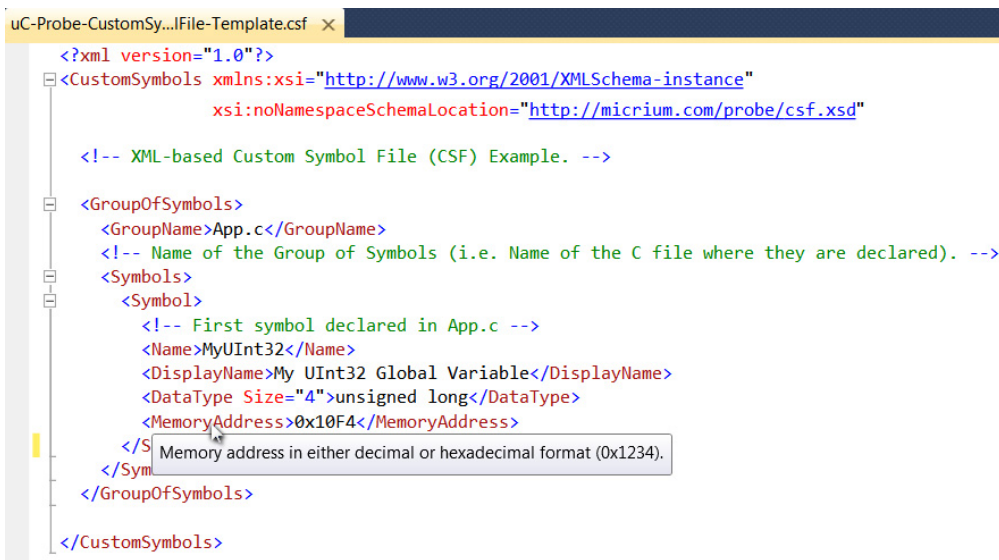 uC-Probe-CustomSy...lFile-Template.csf
<?xml version="1.0"?>
<CustomSymbols xmlns:xsi="http://www.w3.org/2001/XMLSchema-instance"
xsi:noNamespaceSchemaLocation="http://micrium.com/probe/csf.xsd"
<!-- XML-based Custom Symbol File (CSF) Example. -->
<GroupOfSymbols>
<GroupName>App.c</GroupName>
<!-- Name of the Group of Symbols (i.e. Name of the C file where they are declared). -->
<Symbols>
<Symbol>
<!-- First symbol declared in App.c -->
<Name>MyUInt32</Name>
<DisplayName>My UInt32 Global Variable</DisplayName>
<DataType Size="4">unsigned long</DataType>
<MemoryAddress>0x10F4</MemoryAddress>
</S
Memory address in either decimal or hexadecimal format (0x1234).
</Sym
</GroupOfSymbols>
</CustomSymbols>